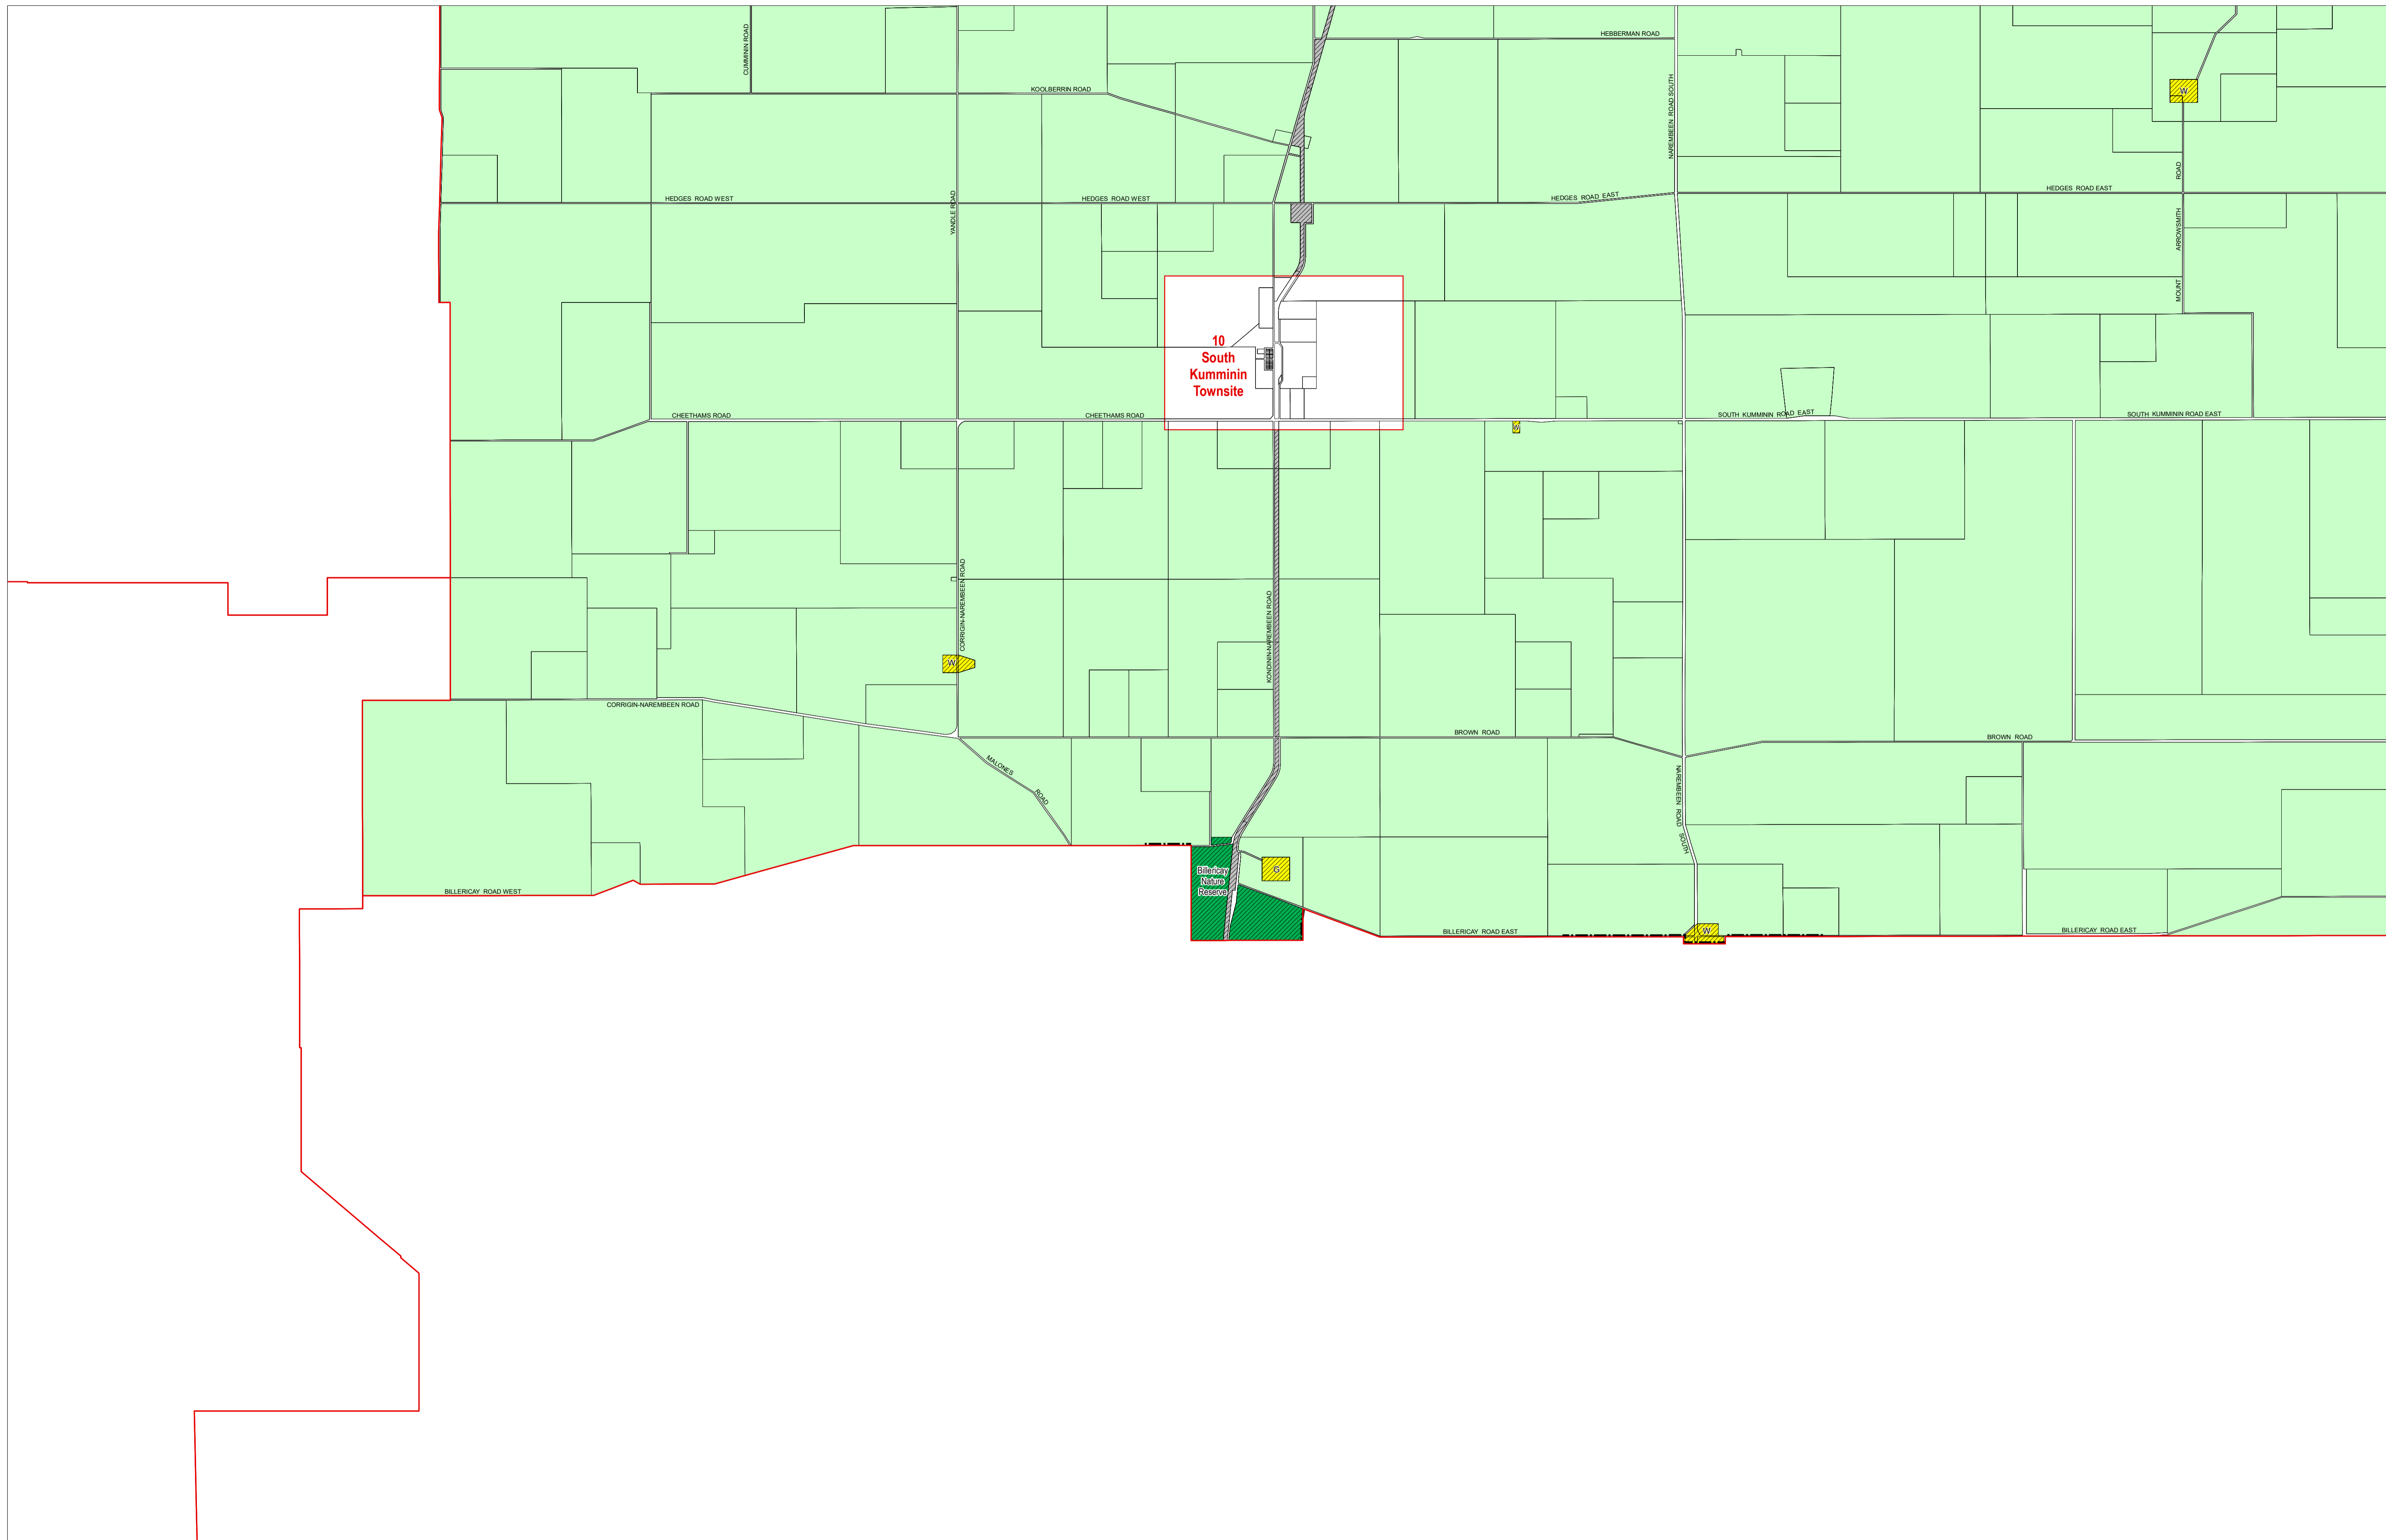 CUMMININ ROAD
HEBBERMAN ROAD
KOOLBERRIN ROAD
NAREMBEEN ROAD SOUTH
W
ROAD
HEDGES ROAD WEST
YANDLE ROAD
HEDGES ROAD WEST
HEDGES ROAD EAST
HEDGES ROAD EAST
ARROWSMITH
MOUNT
10
South
Kumminin
Townsite
CHEETHAMS ROAD
CHEETHAMS ROAD
SOUTH KUMMININ ROAD EAST
SOUTH KUMMININ ROAD EAST
W
CORRIGIN-NAREMBEEN ROAD
KONDININ-NAREMBEEN ROAD
W
CORRIGIN-NAREMBEEN ROAD
BROWN ROAD
BROWN ROAD
MALONES
ROAD
NAREMBEEN ROAD
SOUTH
Billericay
Nature
Reserve
G
BILLERICAY ROAD WEST
BILLERICAY ROAD EAST
W
BILLERICAY ROAD EAST